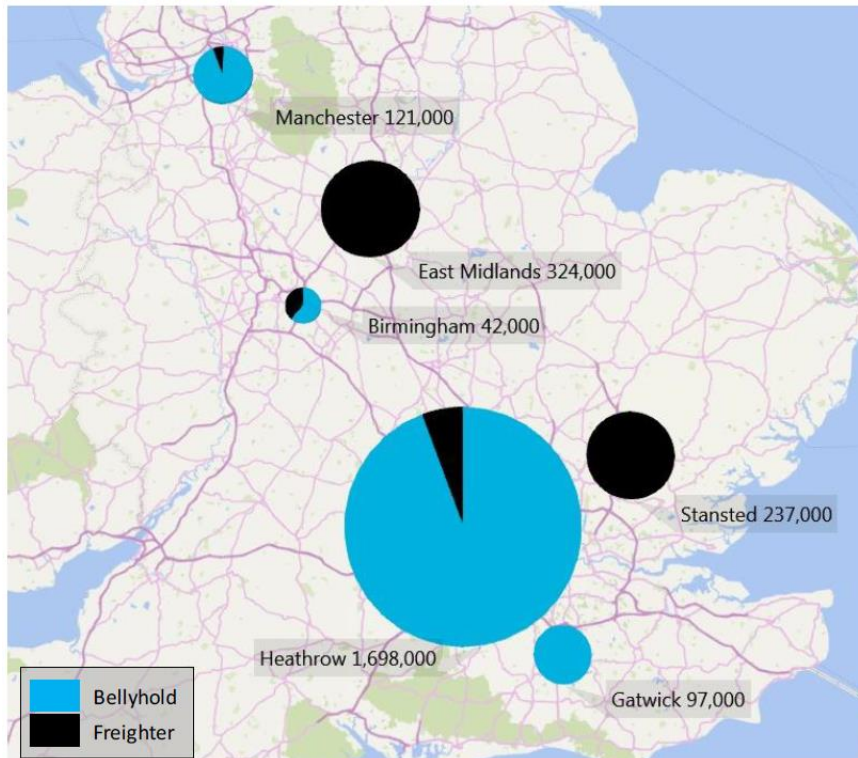 Manchester 121,000
East Midlands 324,000
Birmingham 42,000
Stansted 237,000
Heathrow 1,698,000
Gatwick 97,000
Bellyhold
Freighter